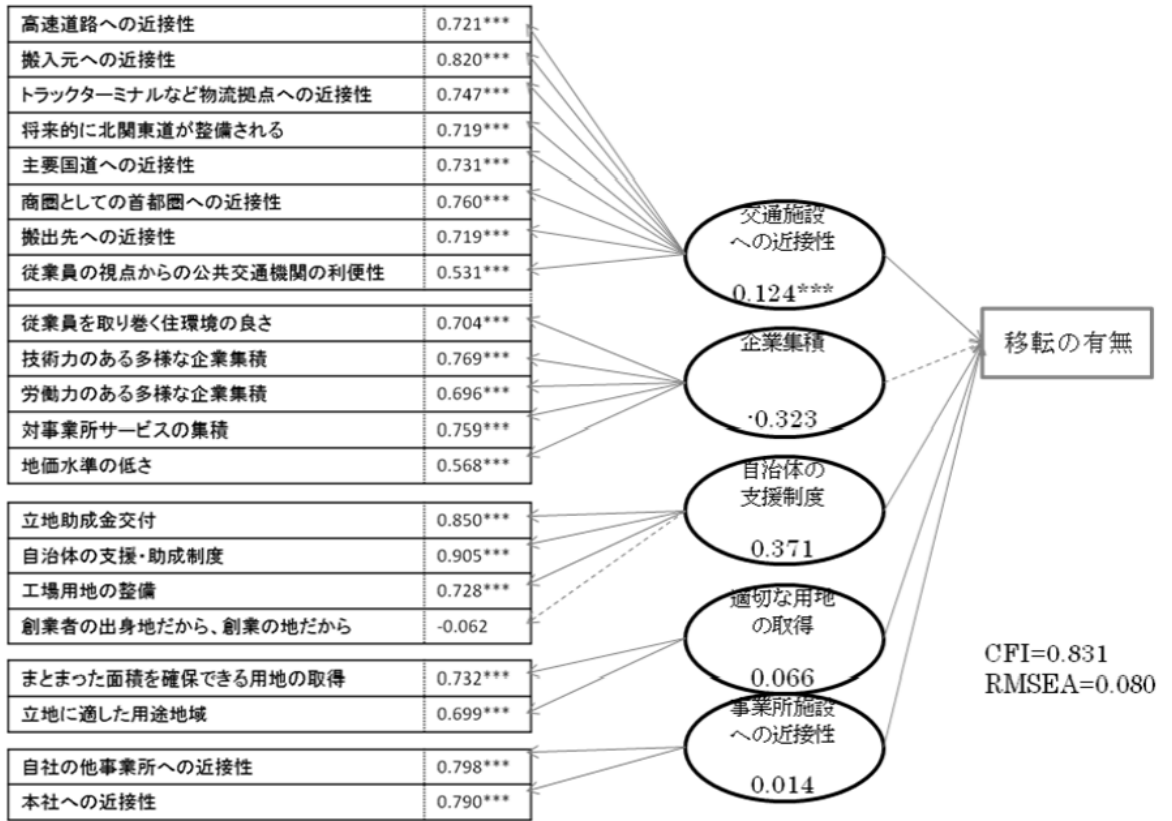 高速道路への近接性 0.721***
搬入元への近接性 0.820***
トラックターミナルなど物流拠点への近接性 0.747***
将来的に北関東道が整備される 0.719***
主要国道への近接性 0.731***
商圏としての首都圏への近接性 0.760***
搬出先への近接性 0.719***
従業員の視点からの公共交通機関の利便性 0.531***
従業員を取り巻く住環境の良さ 0.704***
技術力のある多様な企業集積 0.769***
労働力のある多様な企業集積 0.696***
対事業所サービスの集積 0.759***
地価水準の低さ 0.568***
立地助成金交付 0.850***
自治体の支援・助成制度 0.905***
工場用地の整備 0.728***
創業者の出身地だから、創業の地だから -0.062
まとまった面積を確保できる用地の取得 0.732***
立地に適した用途地域 0.699***
自社の他事業所への近接性 0.798***
本社への近接性 0.790***
交通施設
への近接性
0.124***
企業集積
-0.323
自治体の
支援制度
0.371
適切な用地
の取得
0.066
事業所施設
への近接性
0.014
移転の有無
CFI=0.831
RMSEA=0.080